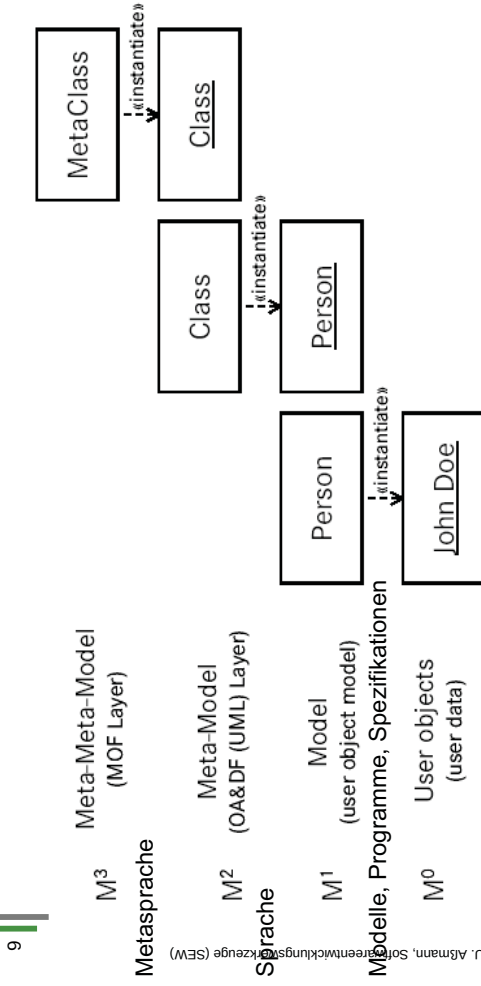 9
M³
Meta-Meta-Model
(MOF Layer)
Metasprache
MetaClass
«instantiate»
M²
Meta-Model
(OA&DF (UML) Layer)
Sprache
Class
Class
«instantiate»
M¹
Model
(user object model)
Modelle, Programme, Spezifikationen
Person
Person
«instantiate»
M⁰
User objects
(user data)
John Doe
J. Aßmann, Softwareentwicklungswerkzeuge (SEW)